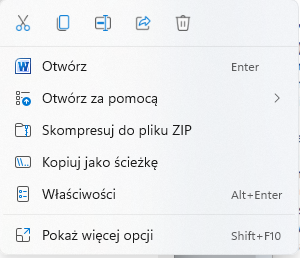 Otwórz Enter
Otwórz za pomocą
Skompresuj do pliku ZIP
Kopiuj jako ścieżkę
Właściwości Alt+Enter
Pokaż więcej opcji Shift+F10